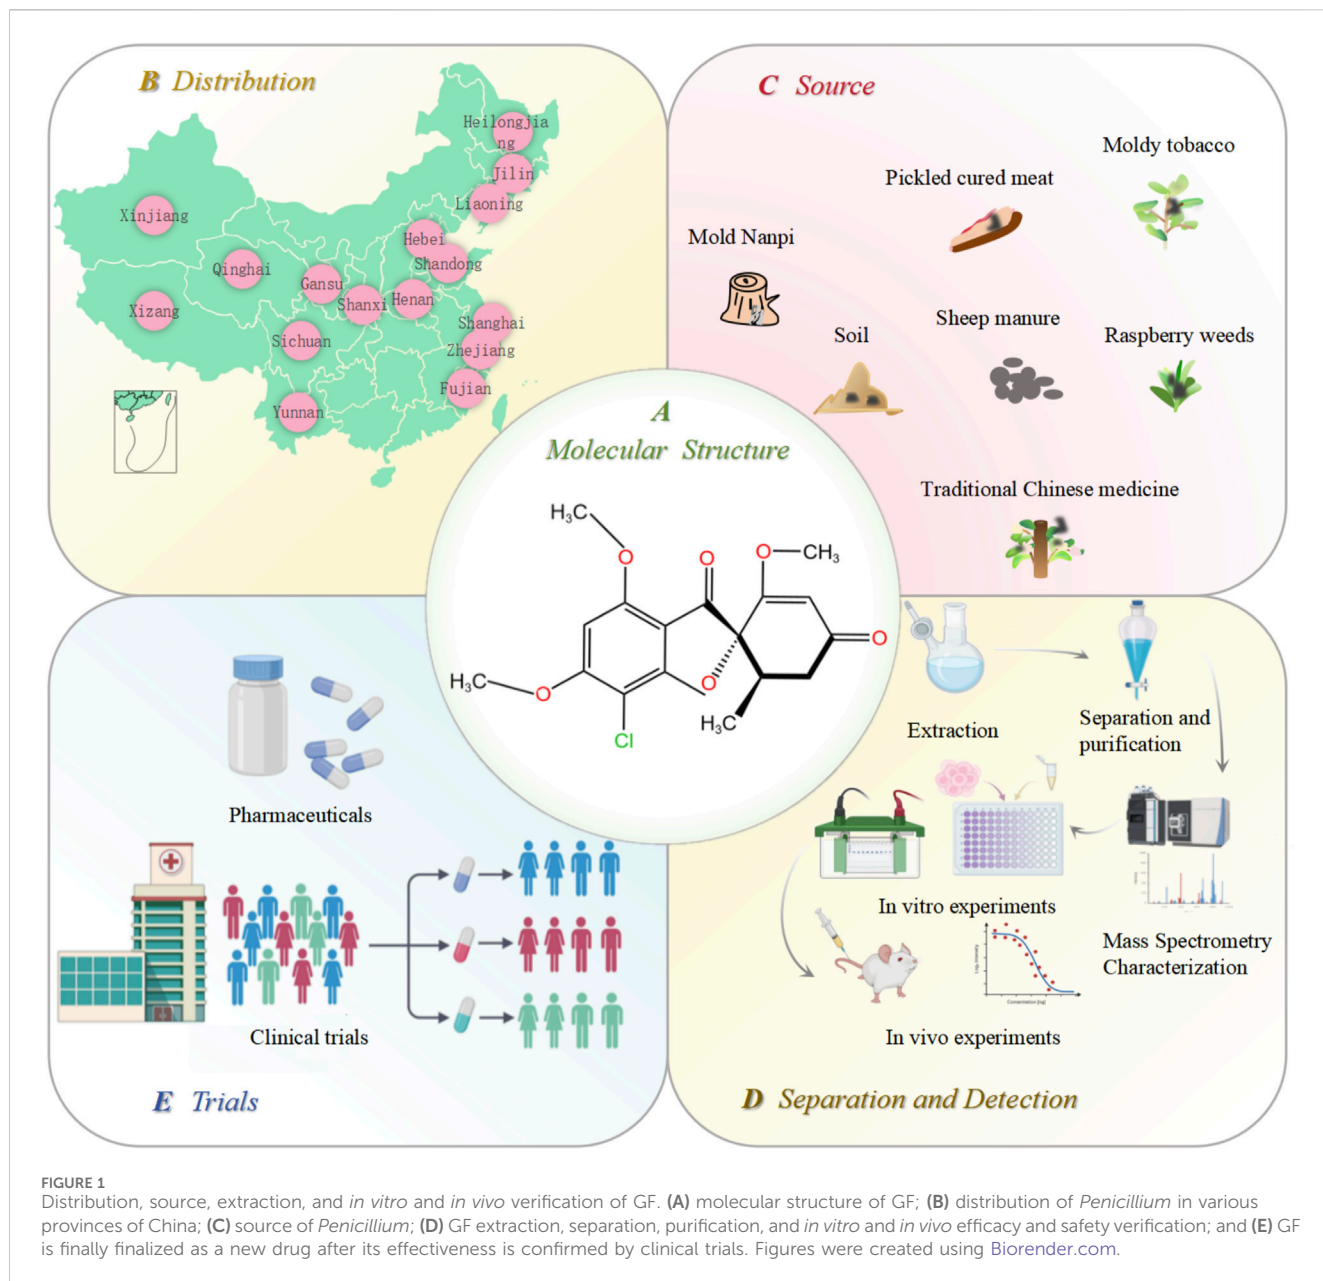 B Distribution
Heilongjia
ng
Jilin
Liaoning
Xinjiang
Hebei
Shandong
Qinghai
Gansu
Shanxi
Henan
Xizang
Shanghai
Sichuan
Zhejiang
Fujian
Yunnan
C Source
Moldy tobacco
Pickled cured meat
Mold Nanpi
Sheep manure
Soil
Raspberry weeds
Traditional Chinese medicine
A
Molecular Structure
H₃C
O
O
O
CH₃
O
H₃C
O
O
H₃C
Cl
Extraction
Separation and
purification
In vitro experiments
Mass Spectrometry
Characterization
Concentration [ng]
In vivo experiments
D Separation and Detection
Pharmaceuticals
Clinical trials
E Trials
FIGURE 1
Distribution, source, extraction, and in vitro and in vivo verification of GF. (A) molecular structure of GF; (B) distribution of Penicillium in various
provinces of China; (C) source of Penicillium; (D) GF extraction, separation, purification, and in vitro and in vivo efficacy and safety verification; and (E) GF
is finally finalized as a new drug after its effectiveness is confirmed by clinical trials. Figures were created using Biorender.com.